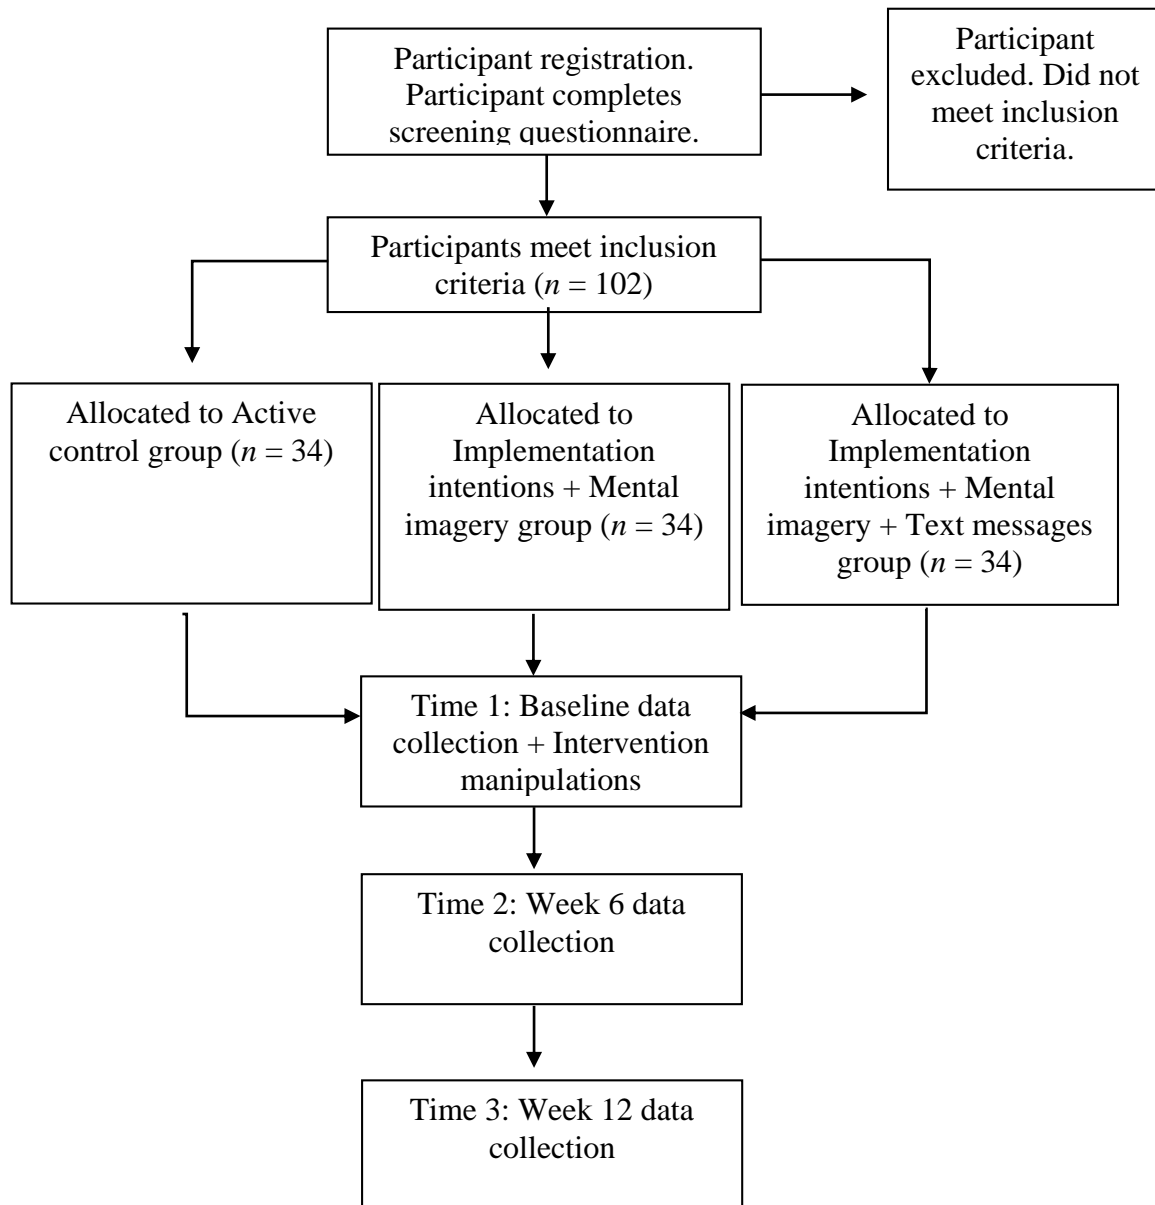 Participant registration.
Participant completes
screening questionnaire.
Participant
excluded. Did not
meet inclusion
criteria.
Participants meet inclusion
criteria (n = 102)
Allocated to Active
control group (n = 34)
Allocated to
Implementation
intentions + Mental
imagery group (n = 34)
Allocated to
Implementation
intentions + Mental
imagery + Text messages
group (n = 34)
Time 1: Baseline data
collection + Intervention
manipulations
Time 2: Week 6 data
collection
Time 3: Week 12 data
collection